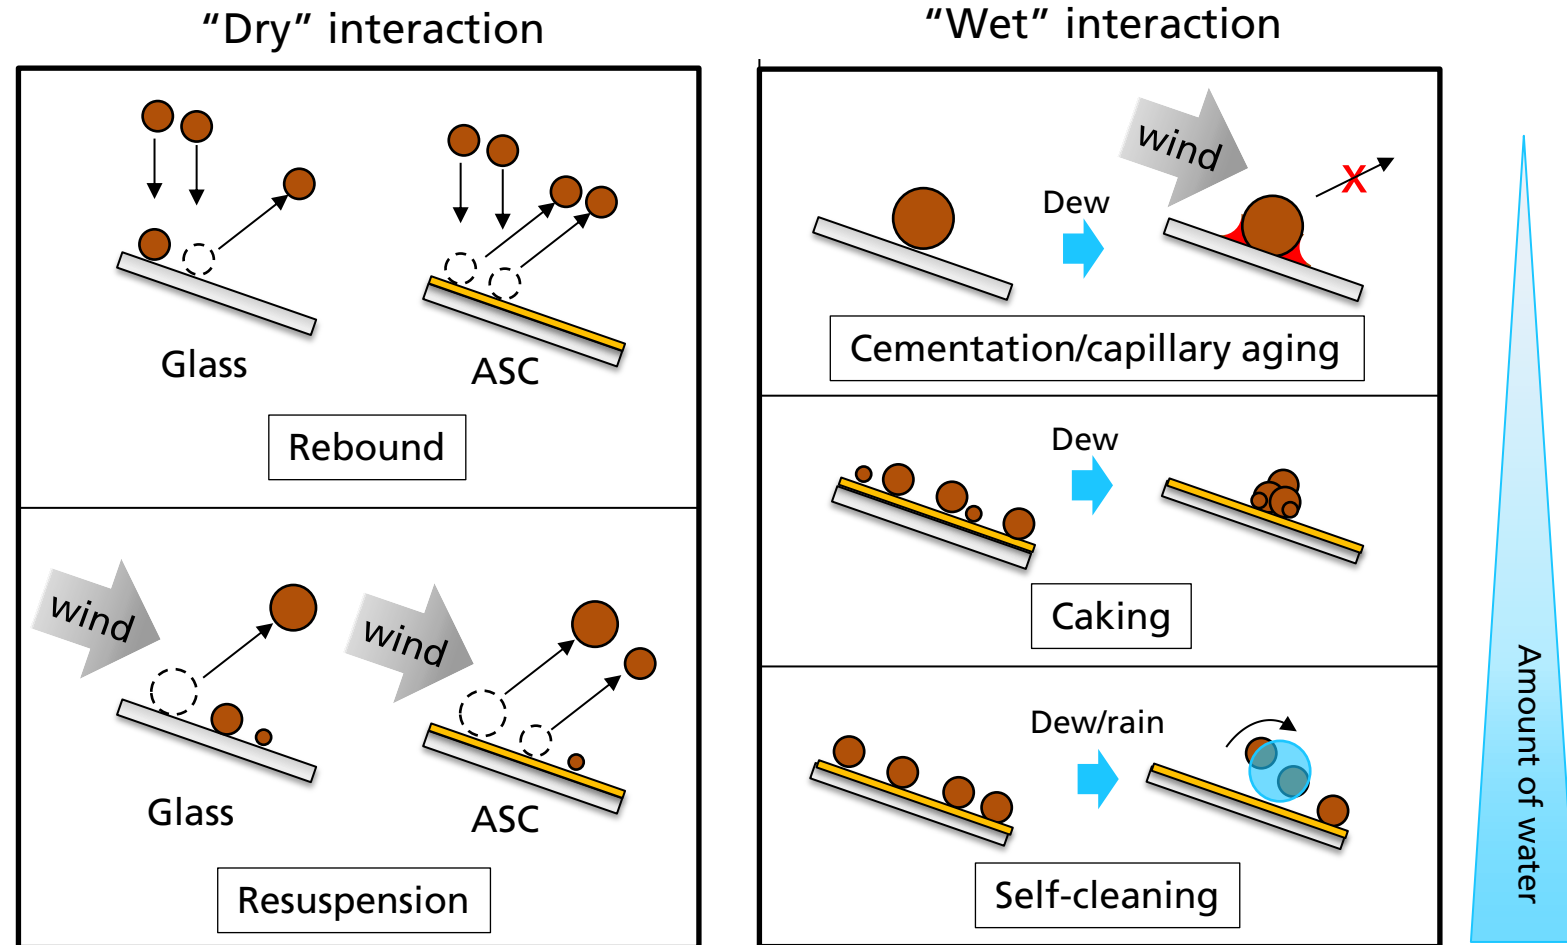 “Dry” interaction
Glass
ASC
Rebound
wind
wind
Glass
ASC
Resuspension
“Wet” interaction
wind
Dew
X
Cementation/capillary aging
Dew
Caking
Dew/rain
Self-cleaning
Amount of water